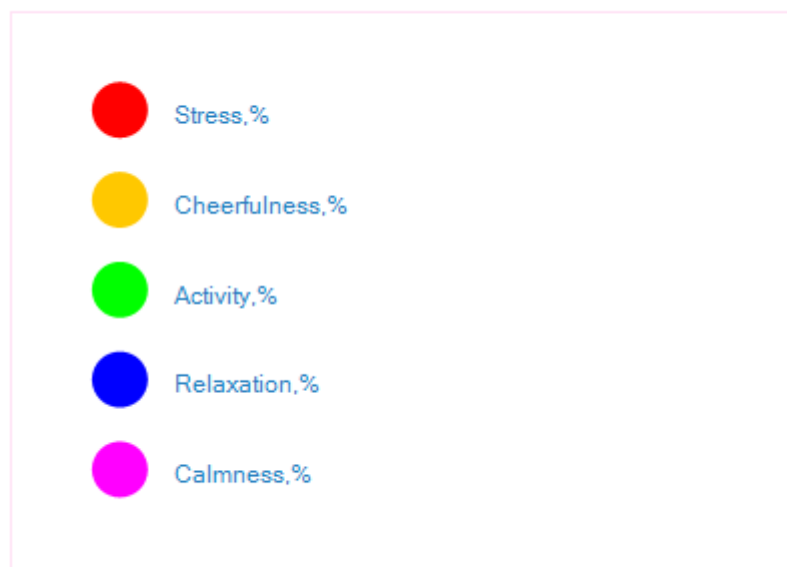 Stress,%
Cheerfulness,%
Activity,%
Relaxation,%
Calmness,%